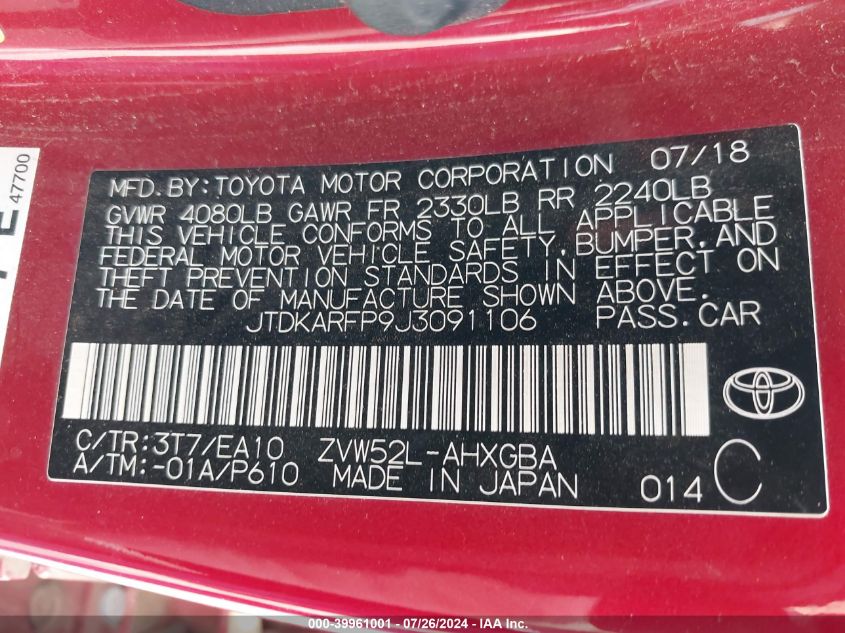 47700
MFD. BY: TOYOTA MOTOR CORPORATION 07/18
GVWR 4080LB GAWR FR 2330LB RR 2240LB
THIS VEHICLE CONFORMS TO ALL APPLICABLE
FEDERAL MOTOR VEHICLE SAFETY, BUMPER, AND
THEFT PREVENTION STANDARDS IN EFFECT ON
THE DATE OF MANUFACTURE SHOWN ABOVE.
JTDKARFP9J3091106 PASS. CAR
C/TR: 3T7/EA10 ZVW52L-AHXGBA
A/TM: -01A/P610 MADE IN JAPAN 014 C
000-39961001 - 07/26/2024 - IAA, Inc.